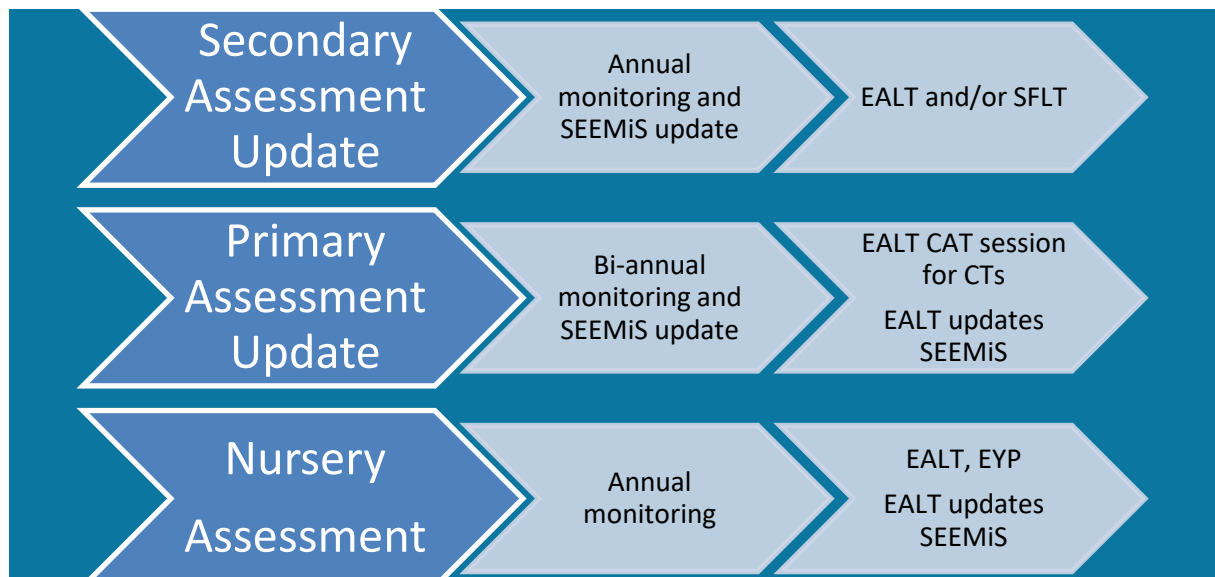 Secondary
Assessment
Update
Annual
monitoring and
SEEMiS update
EALT and/or SFLT
Primary
Assessment
Update
Bi-annual
monitoring and
SEEMiS update
EALT CAT session
for CTs
EALT updates
SEEMiS
Nursery
Assessment
Annual
monitoring
EALT, EYP
EALT updates
SEEMiS